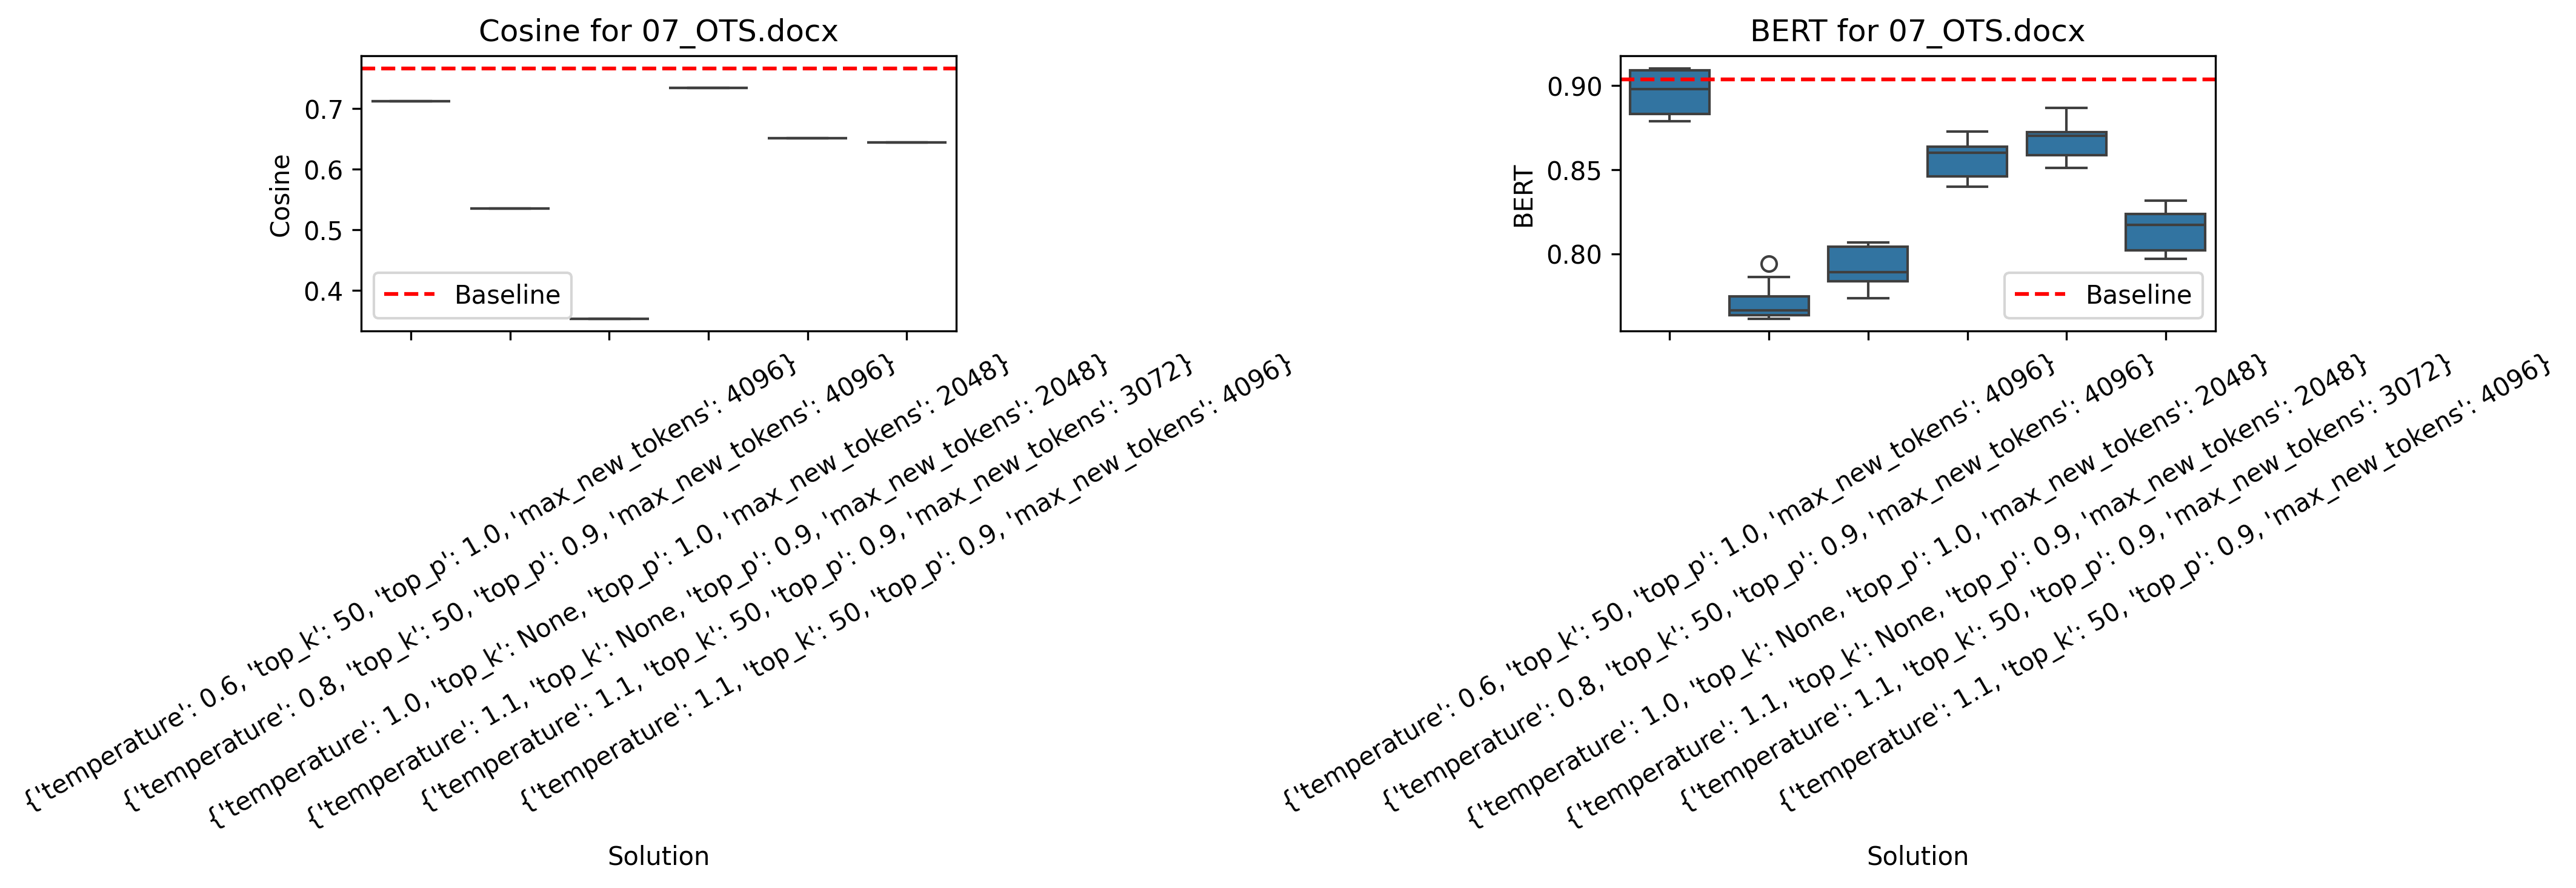 Cosine for 07_OTS.docx
Cosine
0.7
0.6
0.5
0.4
Baseline
{'temperature': 0.6, 'top_k': 50, 'top_p': 1.0, 'max_new_tokens': 4096}
{'temperature': 0.8, 'top_k': 50, 'top_p': 0.9, 'max_new_tokens': 4096}
{'temperature': 1.0, 'top_k': None, 'top_p': 1.0, 'max_new_tokens': 2048}
{'temperature': 1.1, 'top_k': None, 'top_p': 0.9, 'max_new_tokens': 2048}
{'temperature': 1.1, 'top_k': 50, 'top_p': 0.9, 'max_new_tokens': 3072}
{'temperature': 1.1, 'top_k': 50, 'top_p': 0.9, 'max_new_tokens': 4096}
Solution
BERT for 07_OTS.docx
BERT
0.90
0.85
0.80
Baseline
{'temperature': 0.6, 'top_k': 50, 'top_p': 1.0, 'max_new_tokens': 4096}
{'temperature': 0.8, 'top_k': 50, 'top_p': 0.9, 'max_new_tokens': 4096}
{'temperature': 1.0, 'top_k': None, 'top_p': 1.0, 'max_new_tokens': 2048}
{'temperature': 1.1, 'top_k': None, 'top_p': 0.9, 'max_new_tokens': 2048}
{'temperature': 1.1, 'top_k': 50, 'top_p': 0.9, 'max_new_tokens': 3072}
{'temperature': 1.1, 'top_k': 50, 'top_p': 0.9, 'max_new_tokens': 4096}
Solution